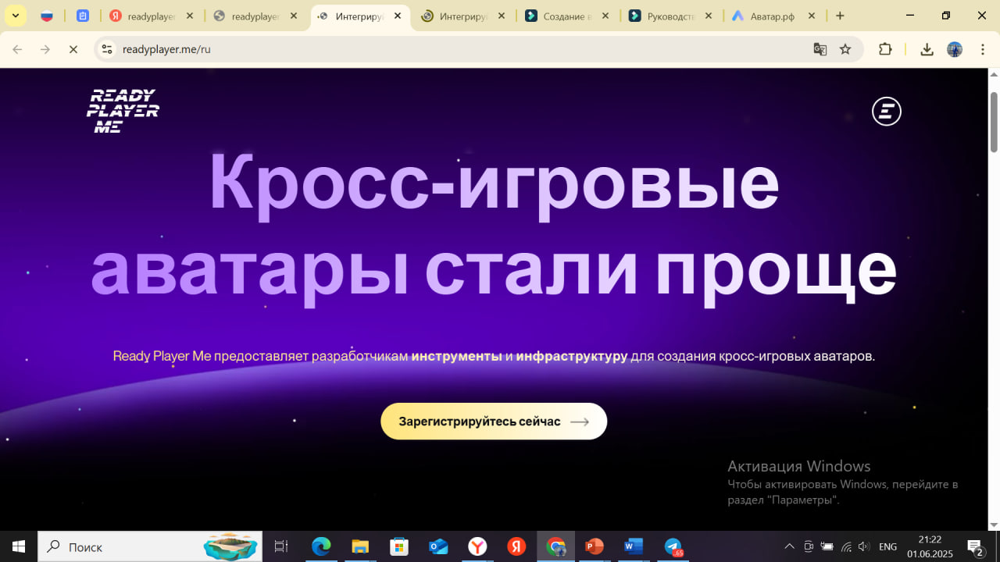 readyplayer
readyplayer
Интегрируй
Интегрируй
Создание в
Руководств
Аватар.рф
readyplayer.me/ru
READY
PLAYER
ME
Кросс-игровые
аватары стали проще
Ready Player Me предоставляет разработчикам инструменты и инфраструктуру для создания кросс-игровых аватаров.
Зарегистрируйтесь сейчас
Активация Windows
Чтобы активировать Windows, перейдите в
раздел "Параметры".
Поиск
65
ENG
21:22
01.06.2025
2